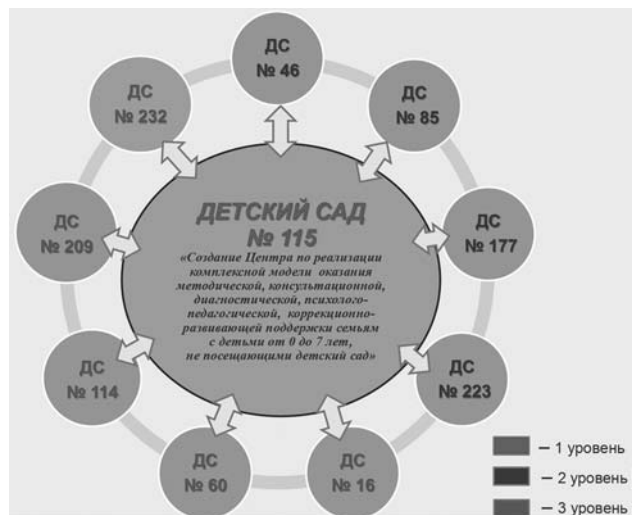 ДС
№ 46
ДС
№ 85
ДС
№ 177
ДС
№ 223
ДС
№ 16
ДС
№ 60
ДС
№ 114
ДС
№ 209
ДС
№ 232
ДЕТСКИЙ САД
№ 115
«Создание Центра по реализации
комплексной модели оказания
методической, консультационной,
диагностической, психолого-
педагогической, коррекционно-
развивающей поддержки семьям
с детьми от 0 до 7 лет,
не посещающими детский сад»
– 1 уровень
– 2 уровень
– 3 уровень